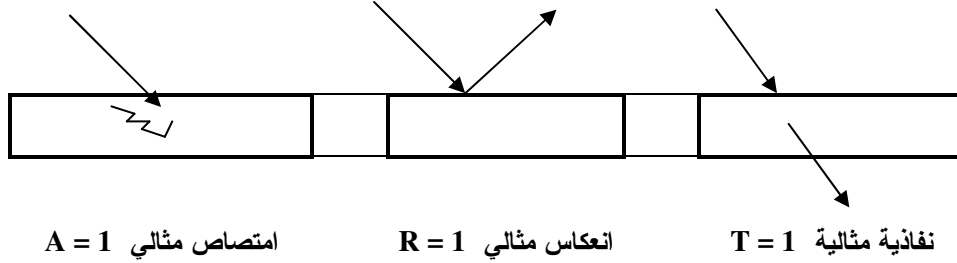 نفاذية مثالية T = 1
انعكاس مثالي R = 1
امتصاص مثالي A = 1